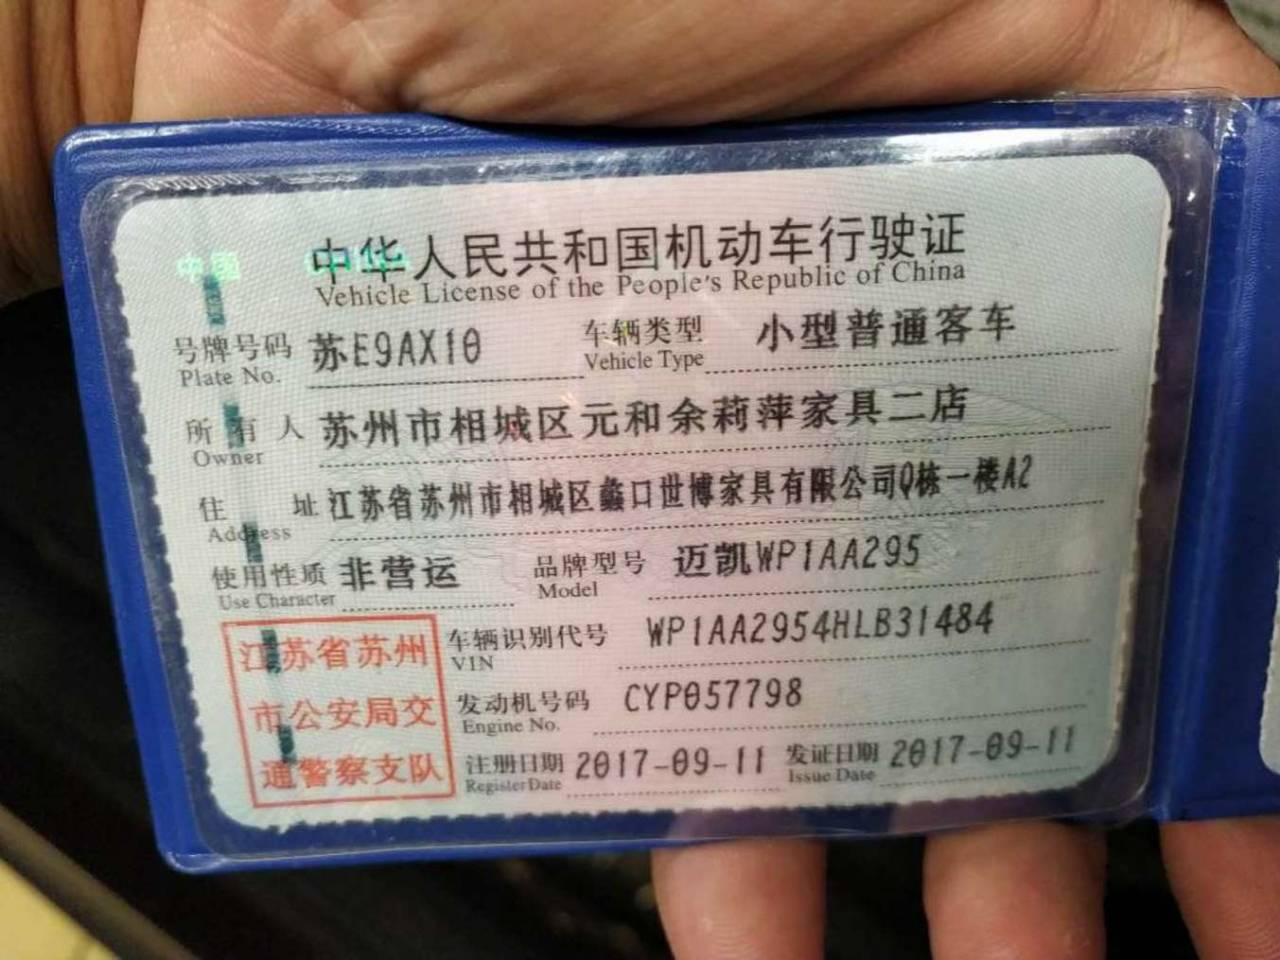 中国
中华人民共和国机动车行驶证
Vehicle License of the People's Republic of China
号牌号码 苏E9AX10 车辆类型 小型普通客车
Plate No. Vehicle Type
所有人 苏州市相城区元和余莉萍家具二店
Owner
住址 江苏省苏州市相城区蠡口世博家具有限公司Q栋一楼A2
Address
使用性质 非营运 品牌型号 迈凯WP1AA295
Use Character Model
江苏省苏州
市公安局交
通警察支队
车辆识别代号 WP1AA2954HLB31484
VIN
发动机号码 CYP057798
Engine No.
注册日期 2017-09-11 发证日期 2017-09-11
Register Date Issue Date